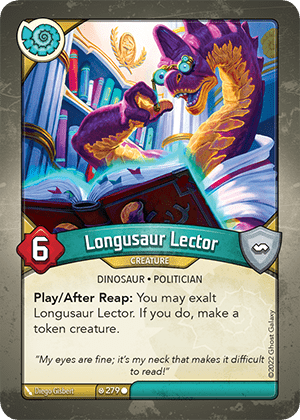 Longusaur Lector
6
CREATURE
DINOSAUR • POLITICIAN
Play/After Reap: You may exalt
Longusaur Lector. If you do, make a
token creature.
"My eyes are fine; it's my neck that makes it difficult
to read!"
Diego Gisbert
279
©2022 Ghost Galaxy